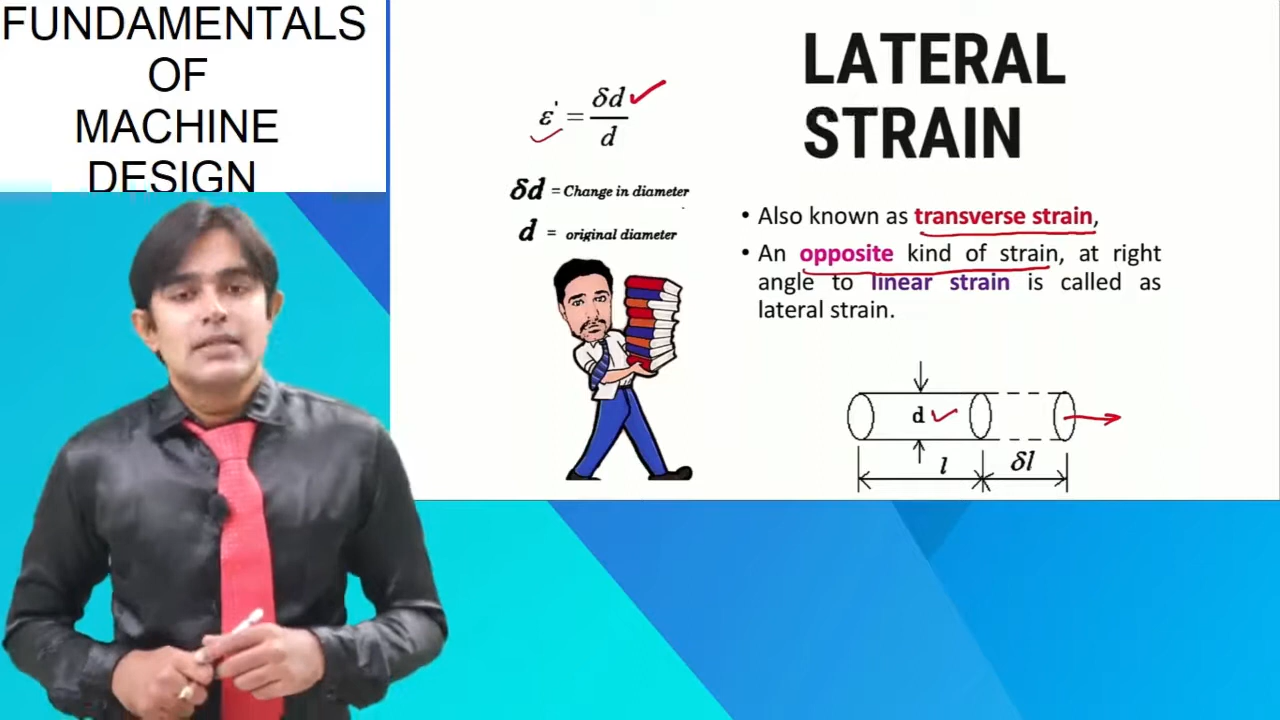 FUNDAMENTALS
OF
MACHINE
DESIGN
LATERAL
STRAIN
ε' = δd / d
δd = Change in diameter
d = original diameter
• Also known as transverse strain,
• An opposite kind of strain, at right
angle to linear strain is called as
lateral strain.
d
l δl